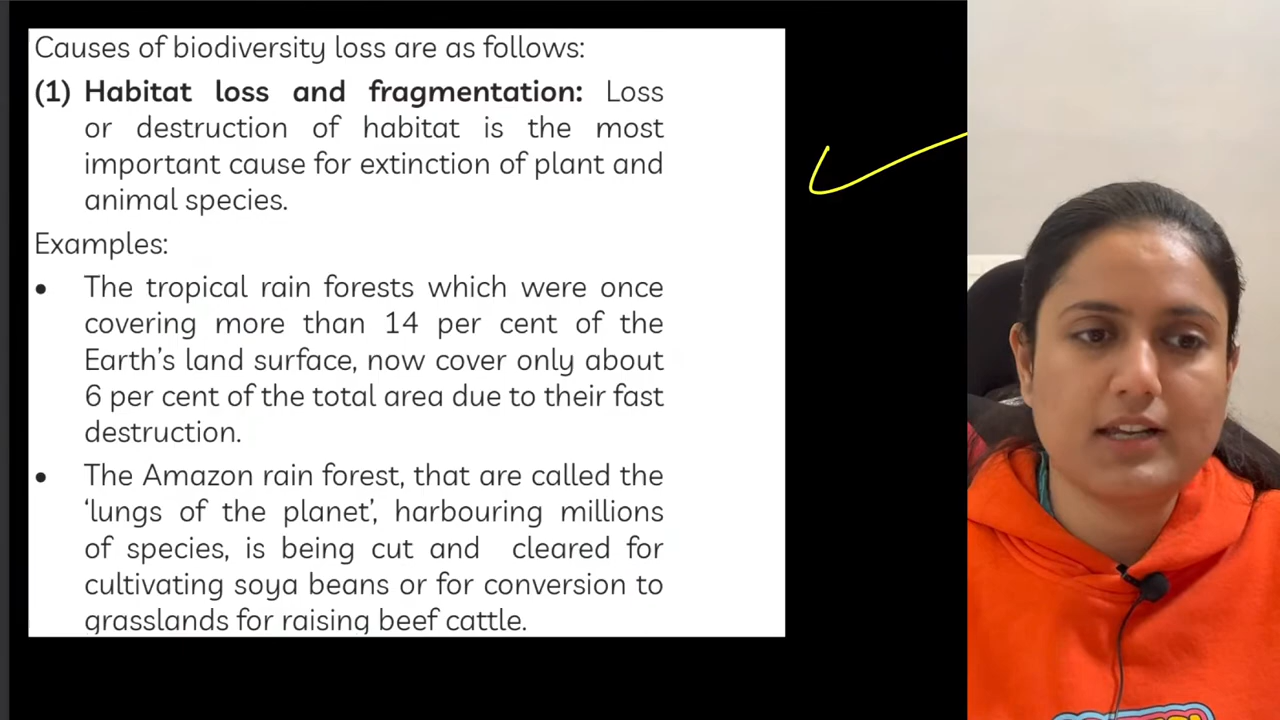 Causes of biodiversity loss are as follows:
(1) Habitat loss and fragmentation: Loss
or destruction of habitat is the most
important cause for extinction of plant and
animal species.
Examples:
• The tropical rain forests which were once
covering more than 14 per cent of the
Earth's land surface, now cover only about
6 per cent of the total area due to their fast
destruction.
• The Amazon rain forest, that are called the
'lungs of the planet', harbouring millions
of species, is being cut and cleared for
cultivating soya beans or for conversion to
grasslands for raising beef cattle.